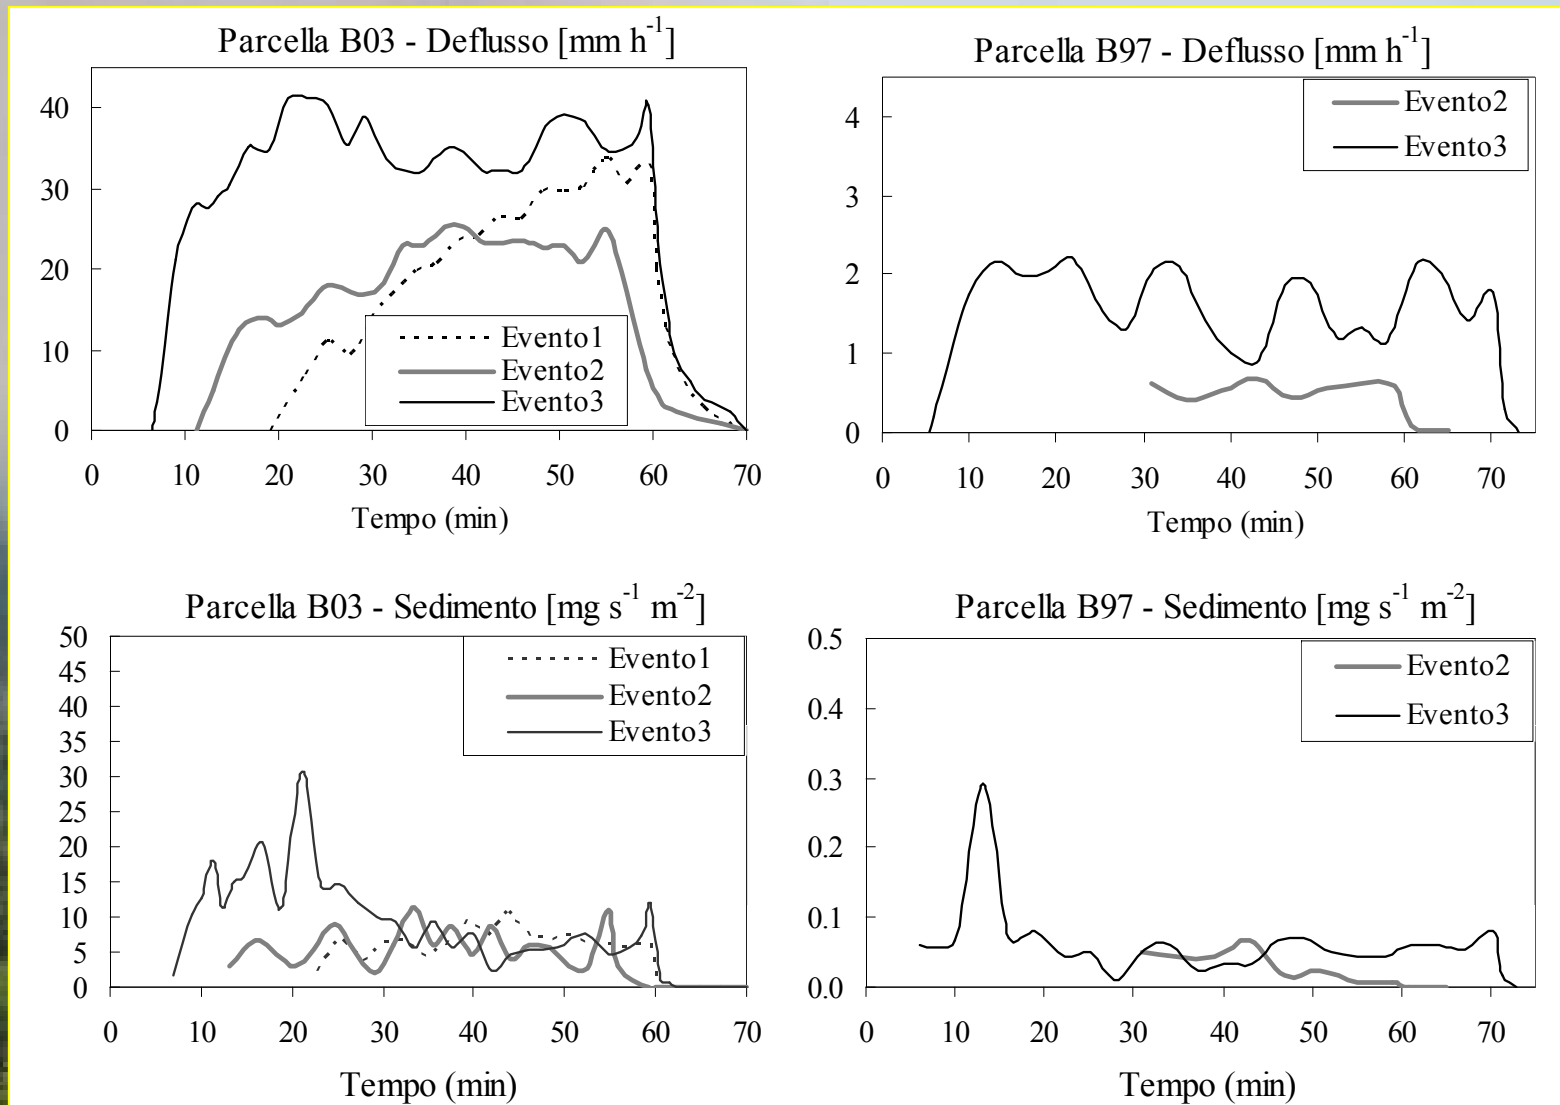 Parcella B03 - Deflusso [mm h⁻¹]
40
30
20
10
0
Evento1
Evento2
Evento3
0 10 20 30 40 50 60 70
Tempo (min)
Parcella B97 - Deflusso [mm h⁻¹]
Evento2
Evento3
4
3
2
1
0
0 10 20 30 40 50 60 70
Tempo (min)
Parcella B03 - Sedimento [mg s⁻¹ m⁻²]
50
45
40
35
30
25
20
15
10
5
0
Evento1
Evento2
Evento3
0 10 20 30 40 50 60 70
Tempo (min)
Parcella B97 - Sedimento [mg s⁻¹ m⁻²]
0.5
0.4
0.3
0.2
0.1
0.0
Evento2
Evento3
0 10 20 30 40 50 60 70
Tempo (min)